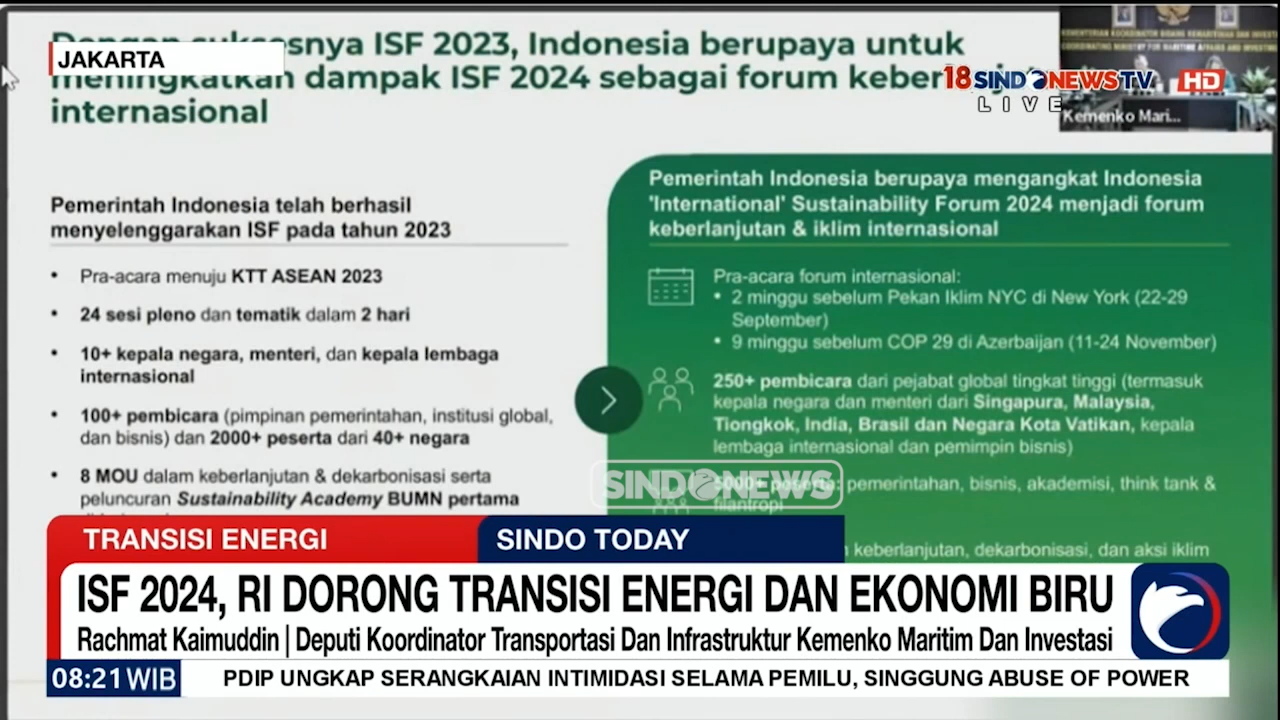 Dengan suksesnya ISF 2023, Indonesia berupaya untuk
JAKARTA
meningkatkan dampak ISF 2024 sebagai forum
internasional
18 SINDONEWS TV HD
LIVE
Kemenko Mari...
Pemerintah Indonesia telah berhasil
menyelenggarakan ISF pada tahun 2023
• Pra-acara menuju KTT ASEAN 2023
• 24 sesi pleno dan tematik dalam 2 hari
• 10+ kepala negara, menteri, dan kepala lembaga
internasional
• 100+ pembicara (pimpinan pemerintahan, institusi global,
dan bisnis) dan 2000+ peserta dari 40+ negara
• 8 MOU dalam keberlanjutan & dekarbonisasi serta
peluncuran Sustainability Academy BUMN pertama
Pemerintah Indonesia berupaya mengangkat Indonesia
'International' Sustainability Forum 2024 menjadi forum
keberlanjutan & iklim internasional
Pra-acara forum internasional:
• 2 minggu sebelum Pekan Iklim NYC di New York (22-29
September)
• 9 minggu sebelum COP 29 di Azerbaijan (11-24 November)
250+ pembicara dari pejabat global tingkat tinggi (termasuk
kepala negara dan menteri dari Singapura, Malaysia,
Tiongkok, India, Brasil dan Negara Kota Vatikan, kepala
lembaga internasional dan pemimpin bisnis)
5000+ peserta: pemerintahan, bisnis, akademisi, think tank &
filantropi
keberlanjutan, dekarbonisasi, dan aksi iklim
SINDONEWS
TRANSISI ENERGI
SINDO TODAY
ISF 2024, RI DORONG TRANSISI ENERGI DAN EKONOMI BIRU
Rachmat Kaimuddin | Deputi Koordinator Transportasi Dan Infrastruktur Kemenko Maritim Dan Investasi
08:21 WIB
PDIP UNGKAP SERANGKAIAN INTIMIDASI SELAMA PEMILU, SINGGUNG ABUSE OF POWER